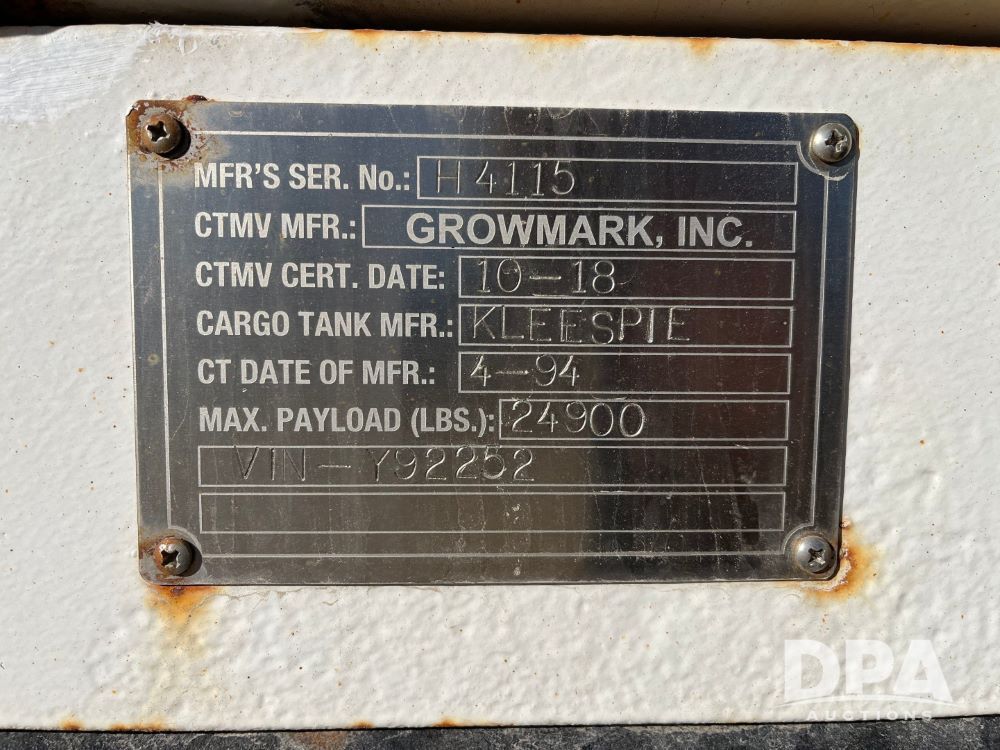 MFR'S SER. No.: H4115
CTMV MFR.: GROWMARK, INC.
CTMV CERT. DATE: 10-18
CARGO TANK MFR.: KLEESPIE
CT DATE OF MFR.: 4-94
MAX. PAYLOAD (LBS.): 24900
VIN-Y92252
DPA
AUCTIONS